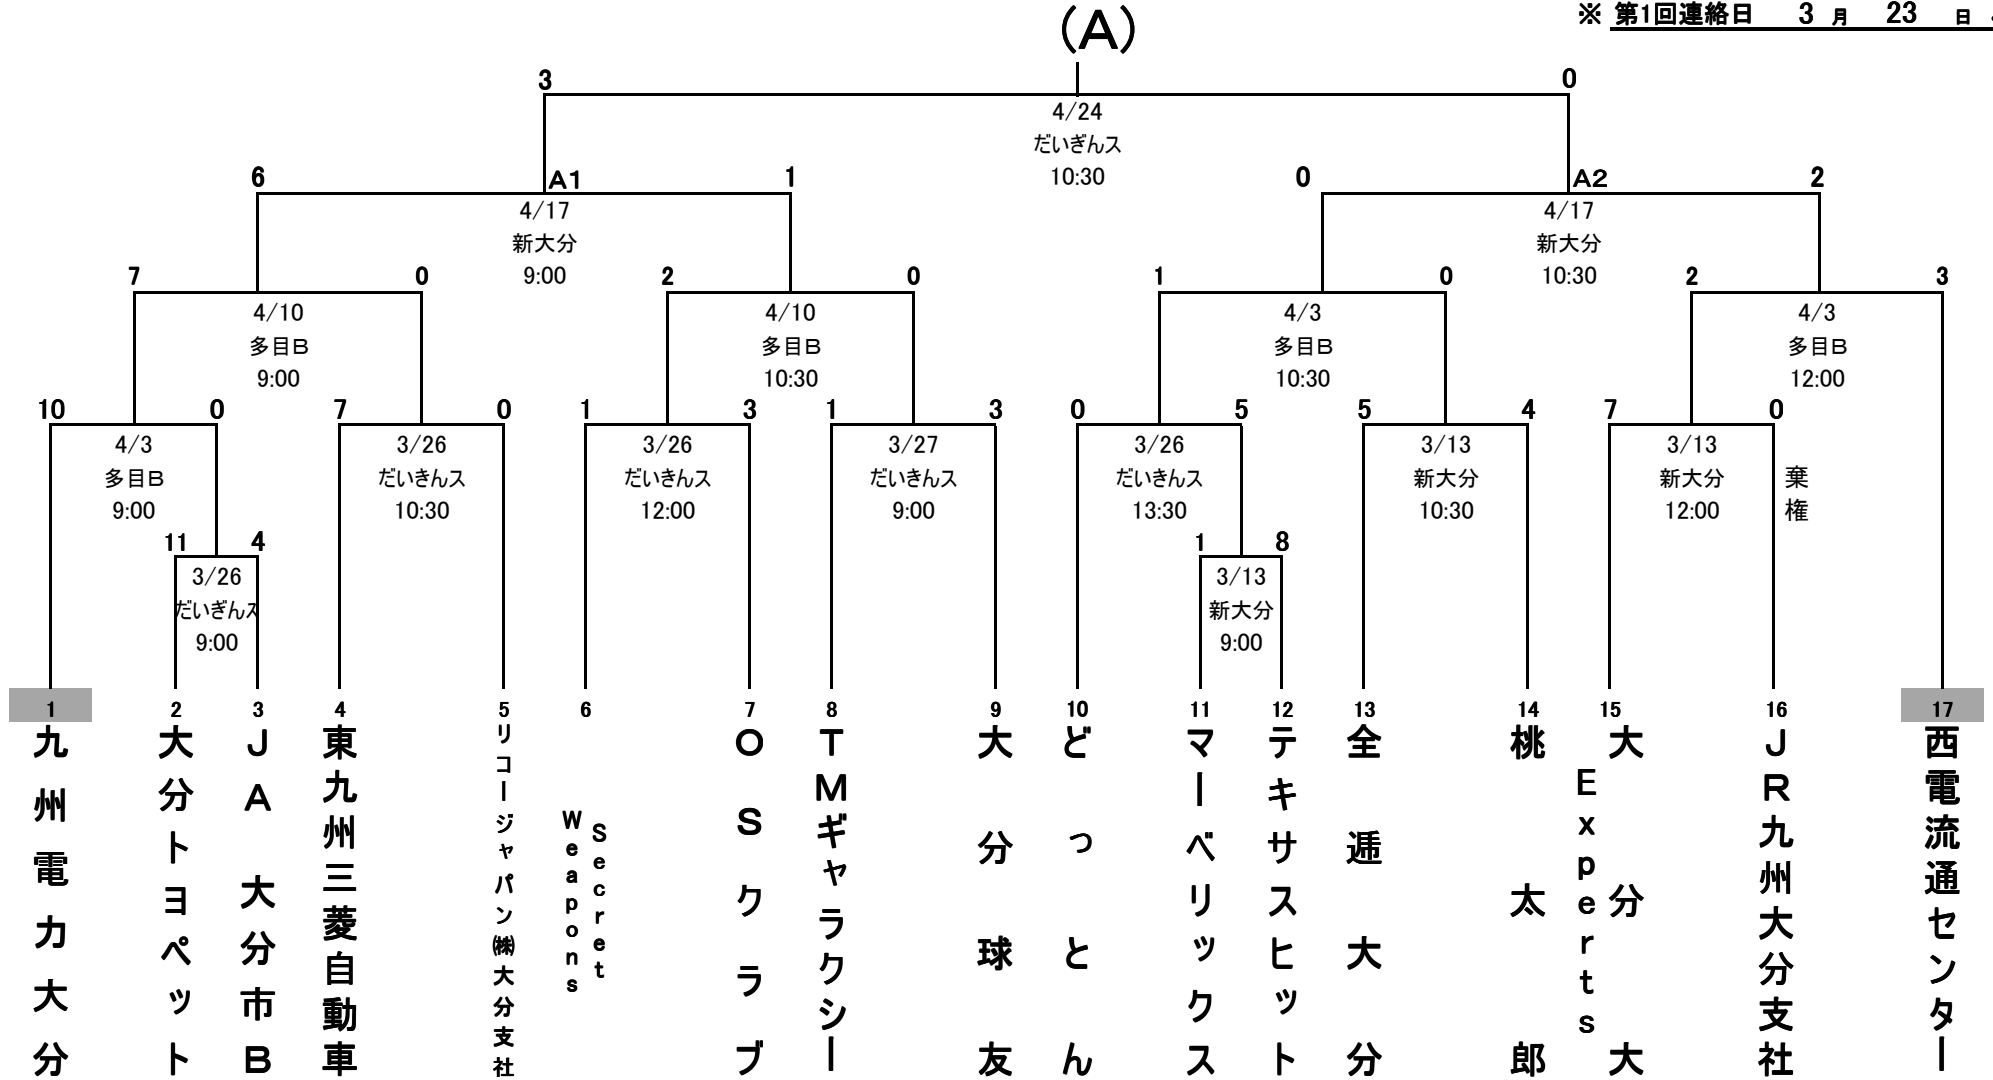 (A)
※ 第1回連絡日 3 月 23 日
3 0
4/24
だいぎんス
10:30
6 A1 1 0 A2 2
4/17 4/17
新大分 新大分
9:00 10:30
7 0 2 0 1 0 2 3
4/10 4/10 4/3 4/3
多目B 多目B 多目B 多目B
9:00 10:30 10:30 12:00
10 0 7 0 1 3 1 3 0 5 5 4 7 0
4/3 3/26 3/26 3/27 3/26 3/13 3/13
多目B だいきんス だいきんス だいきんス だいきんス 新大分 新大分
9:00 10:30 12:00 9:00 13:30 10:30 12:00
棄権
11 4 1 8
3/26 3/13
だいぎんス 新大分
9:00 9:00
1 2 3 4 5 6 7 8 9 10 11 12 13 14 15 16 17
九州電力大分
大分トヨペット
JA大分市B
東九州三菱自動車
リコージャパン㈱大分支社
Secret
Weapons
OSクラブ
TMギャラクシー
大分球友
どっとん
マーベリックス
テキサスヒット
全逓大分
桃太郎
大分大
Experts
JR九州大分支社
西電流通センター